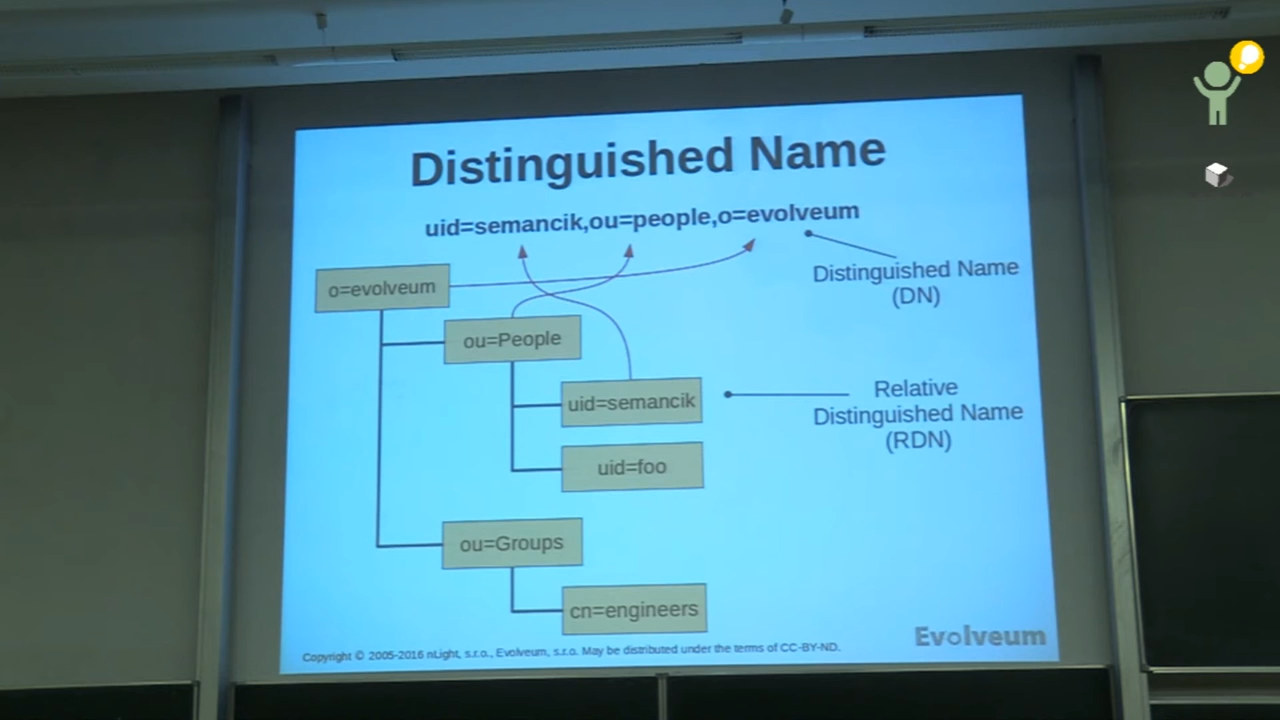 Distinguished Name
uid=semancik,ou=people,o=evolveum
Distinguished Name
(DN)
o=evolveum
ou=People
uid=semancik
Relative
Distinguished Name
(RDN)
uid=foo
ou=Groups
cn=engineers
Evolveum
Copyright © 2005-2016 nLight, s.r.o., Evolveum, s.r.o. May be distributed under the terms of CC-BY-ND.